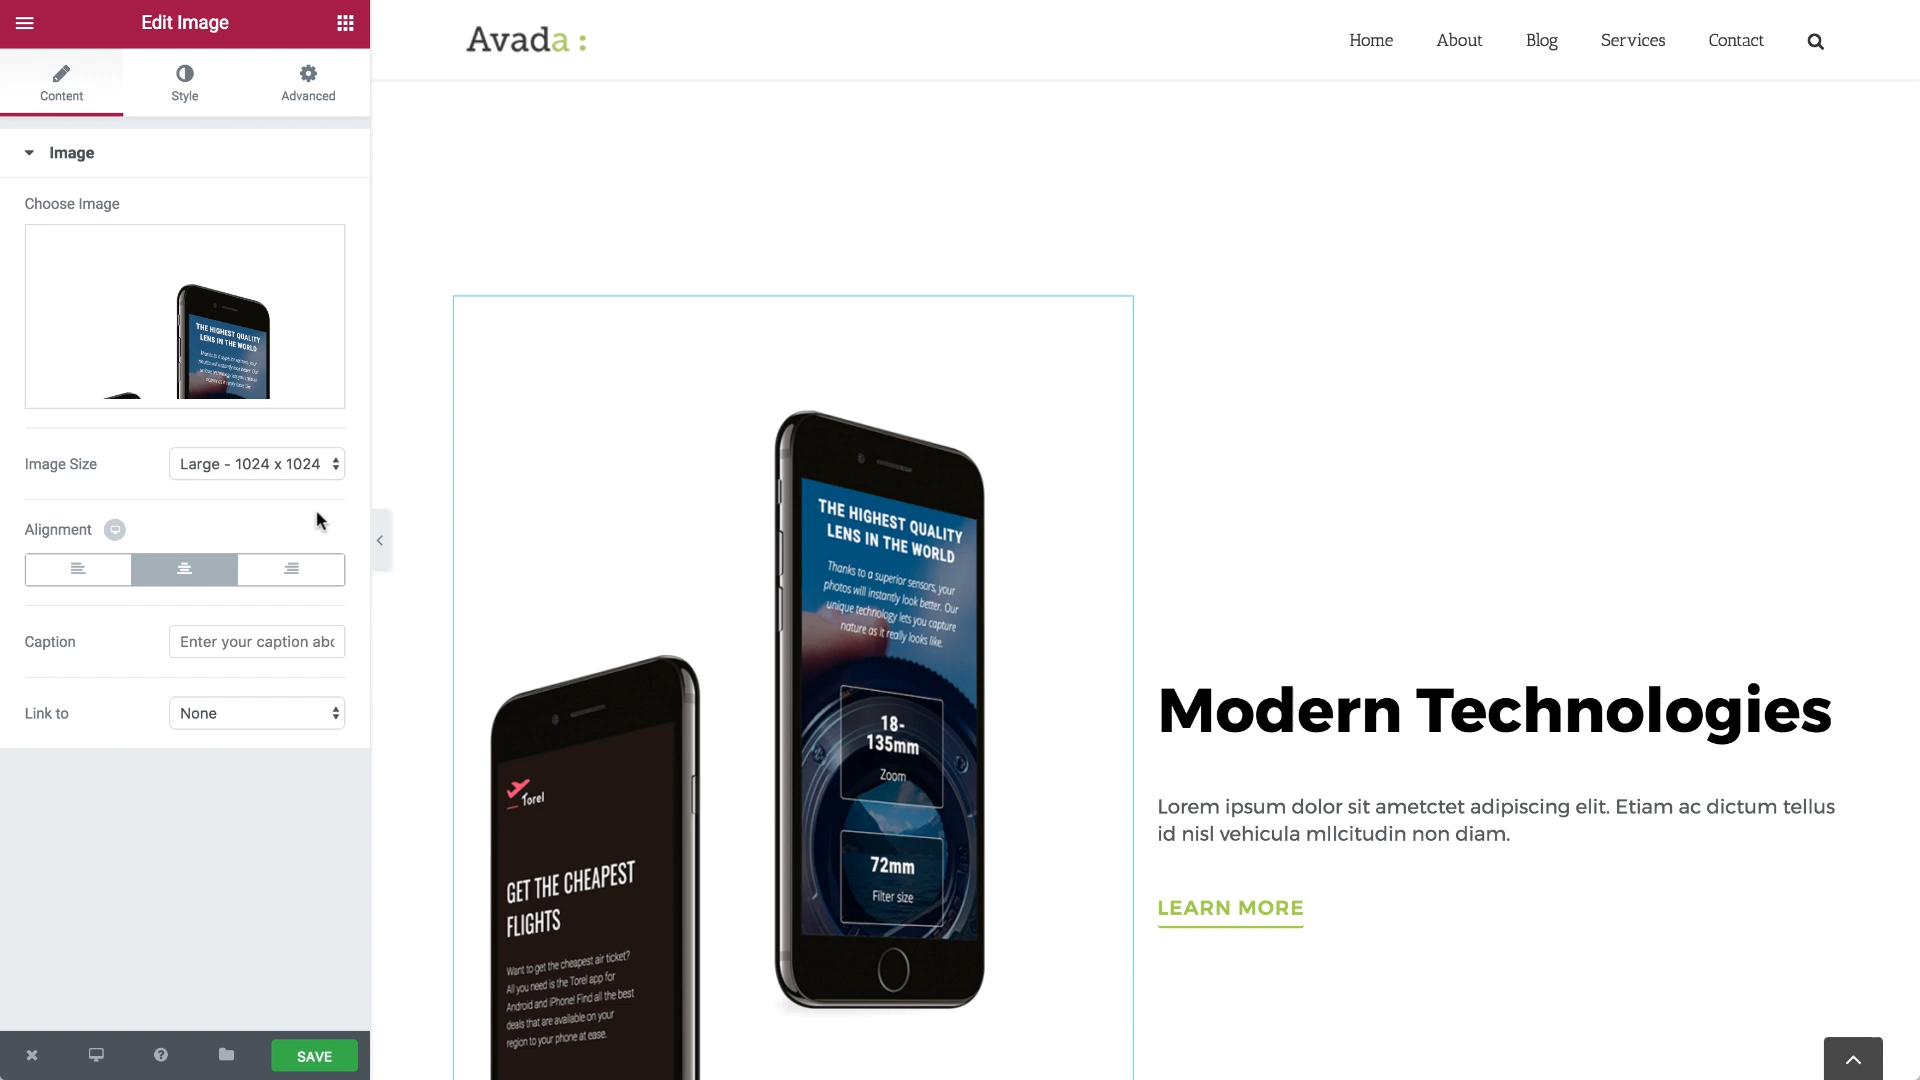 Edit Image
Content
Style
Advanced
Image
Choose Image
THE HIGHEST QUALITY
LENS IN THE WORLD
Image Size
Large - 1024 x 1024
Alignment
Caption
Enter your caption abo
Link to
None
SAVE
Avada :
Home
About
Blog
Services
Contact
THE HIGHEST QUALITY
LENS IN THE WORLD
Thanks to a superior sensors, your
photos will instantly look better. Our
unique technology lets you capture
nature as it really looks like.
18-
135mm
Zoom
72mm
Filter size
Torel
GET THE CHEAPEST
FLIGHTS
Want to get the cheapest air ticket?
All you need is the Torel app for
Android and iPhone! Find all the best
deals that are available on your
region to your phone at ease.
Modern Technologies
Lorem ipsum dolor sit ametctet adipiscing elit. Etiam ac dictum tellus
id nisl vehicula mllcitudin non diam.
LEARN MORE